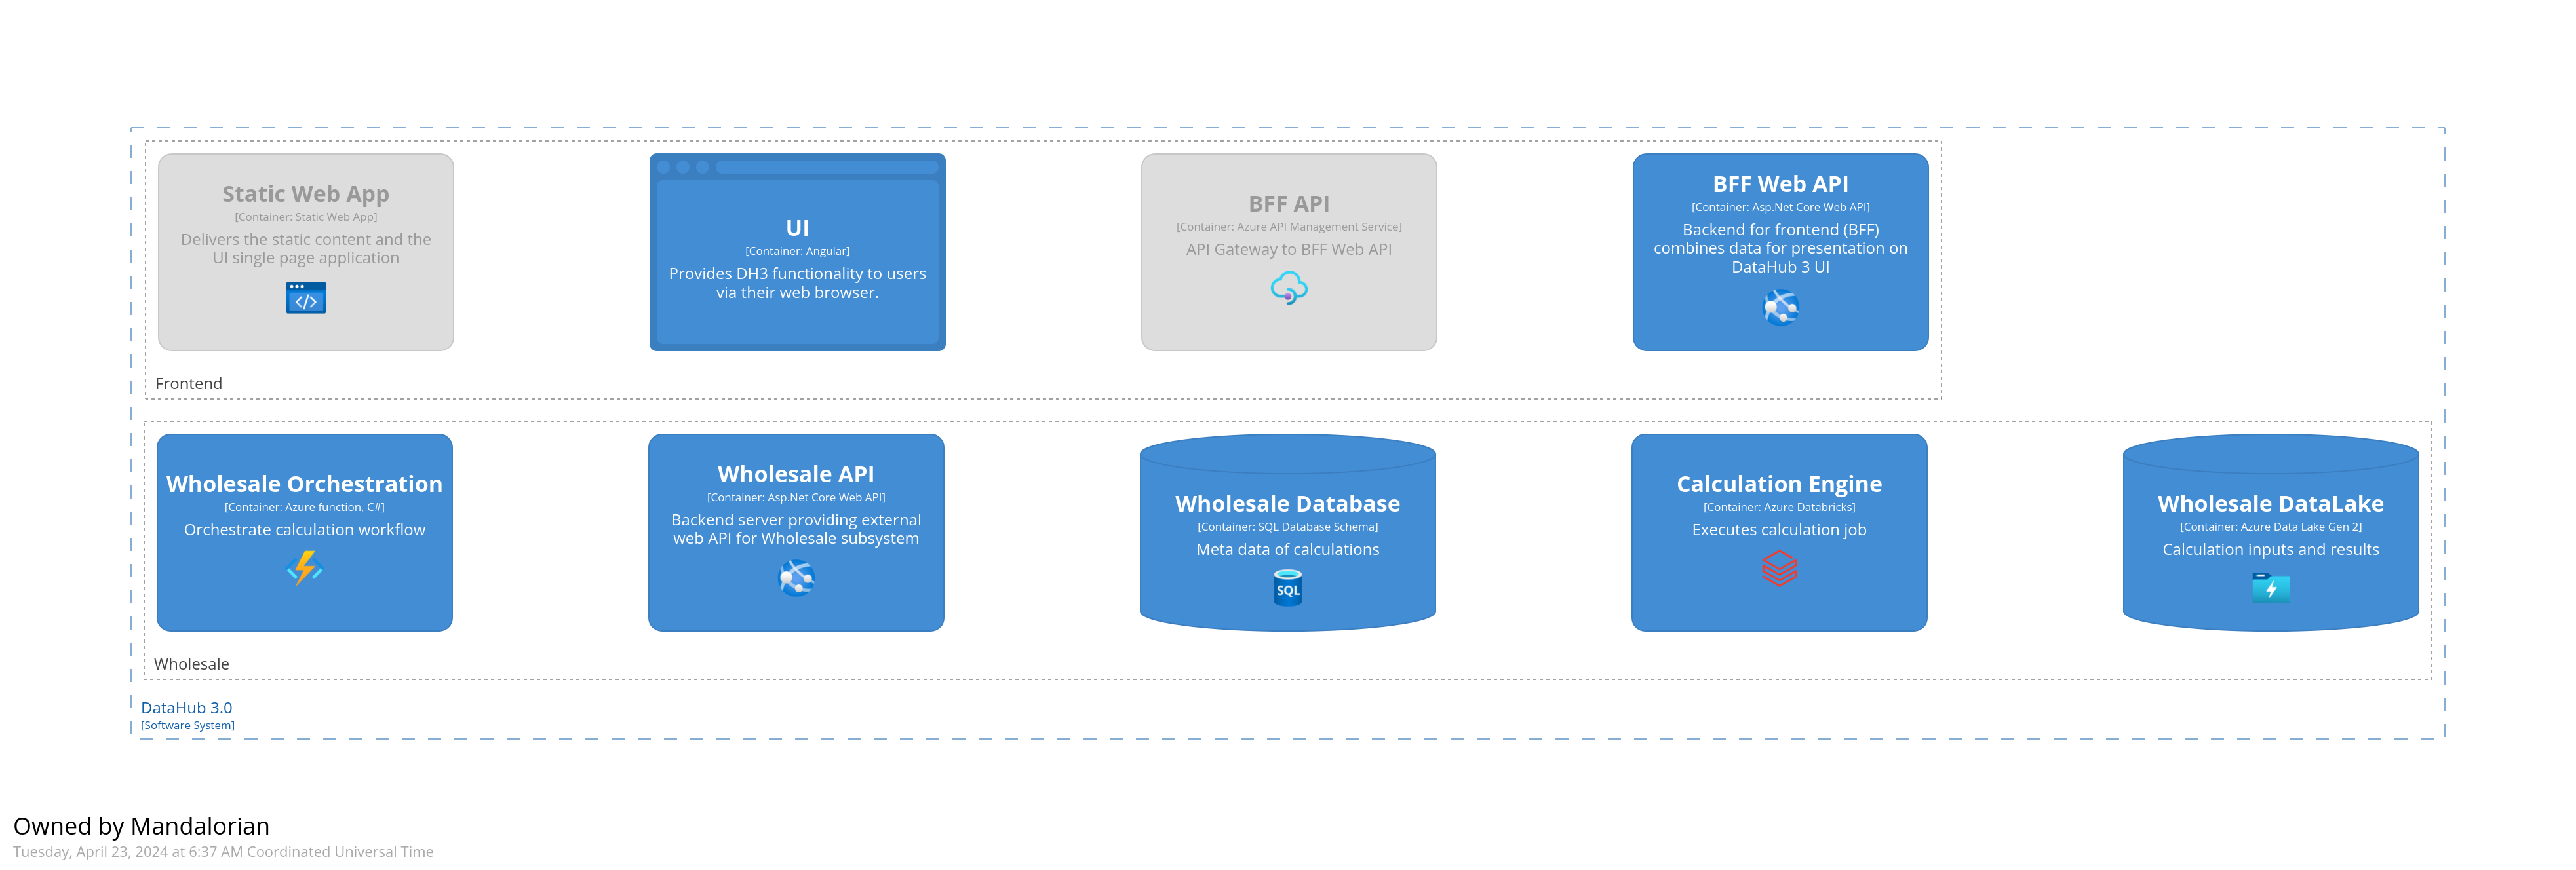 Static Web App
[Container: Static Web App]
Delivers the static content and the
UI single page application
UI
[Container: Angular]
Provides DH3 functionality to users
via their web browser.
BFF API
[Container: Azure API Management Service]
API Gateway to BFF Web API
BFF Web API
[Container: Asp.Net Core Web API]
Backend for frontend (BFF)
combines data for presentation on
DataHub 3 UI
Frontend
Wholesale Orchestration
[Container: Azure function, C#]
Orchestrate calculation workflow
Wholesale API
[Container: Asp.Net Core Web API]
Backend server providing external
web API for Wholesale subsystem
Wholesale Database
[Container: SQL Database Schema]
Meta data of calculations
SQL
Calculation Engine
[Container: Azure Databricks]
Executes calculation job
Wholesale DataLake
[Container: Azure Data Lake Gen 2]
Calculation inputs and results
Wholesale
DataHub 3.0
[Software System]
Owned by Mandalorian
Tuesday, April 23, 2024 at 6:37 AM Coordinated Universal Time